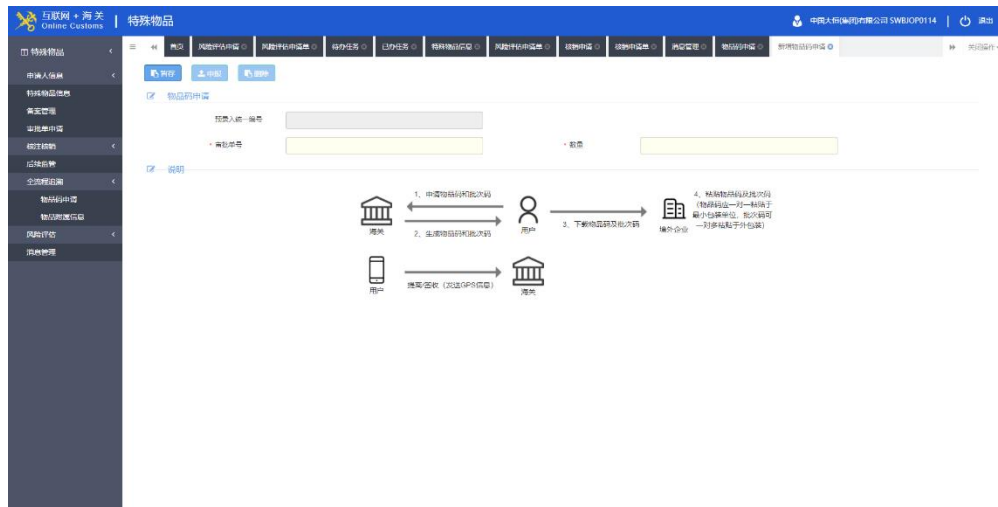 互联网 + 海关
Online Customs
特殊物品
中国大恒(集团)有限公司 SWBJOP0114
退出
特殊物品
首页
风险评估申请
风险评估申请单
待办任务
已办任务
特殊物品信息
风险评估申请单
核销申请
核销申请单
消息管理
物品码申请
新增物品码申请
关闭操作
申请人信息
特殊物品信息
备案管理
审批单申请
核注核销
后续监管
全流程追溯
物品码申请
物品附属信息
风险评估
消息管理
暂存
申报
删除
物品码申请
预录入统一编号
* 审批单号
* 数量
说明
1、申请物品码和批次码
海关
2、生成物品码和批次码
用户
3、下载物品码及批次码
境外企业
4、粘贴物品码及批次码
(物品码应一对一粘贴于
最小包装单位，批次码可
一对多粘贴于外包装)
用户
提离/签收（发送GPS信息）
海关